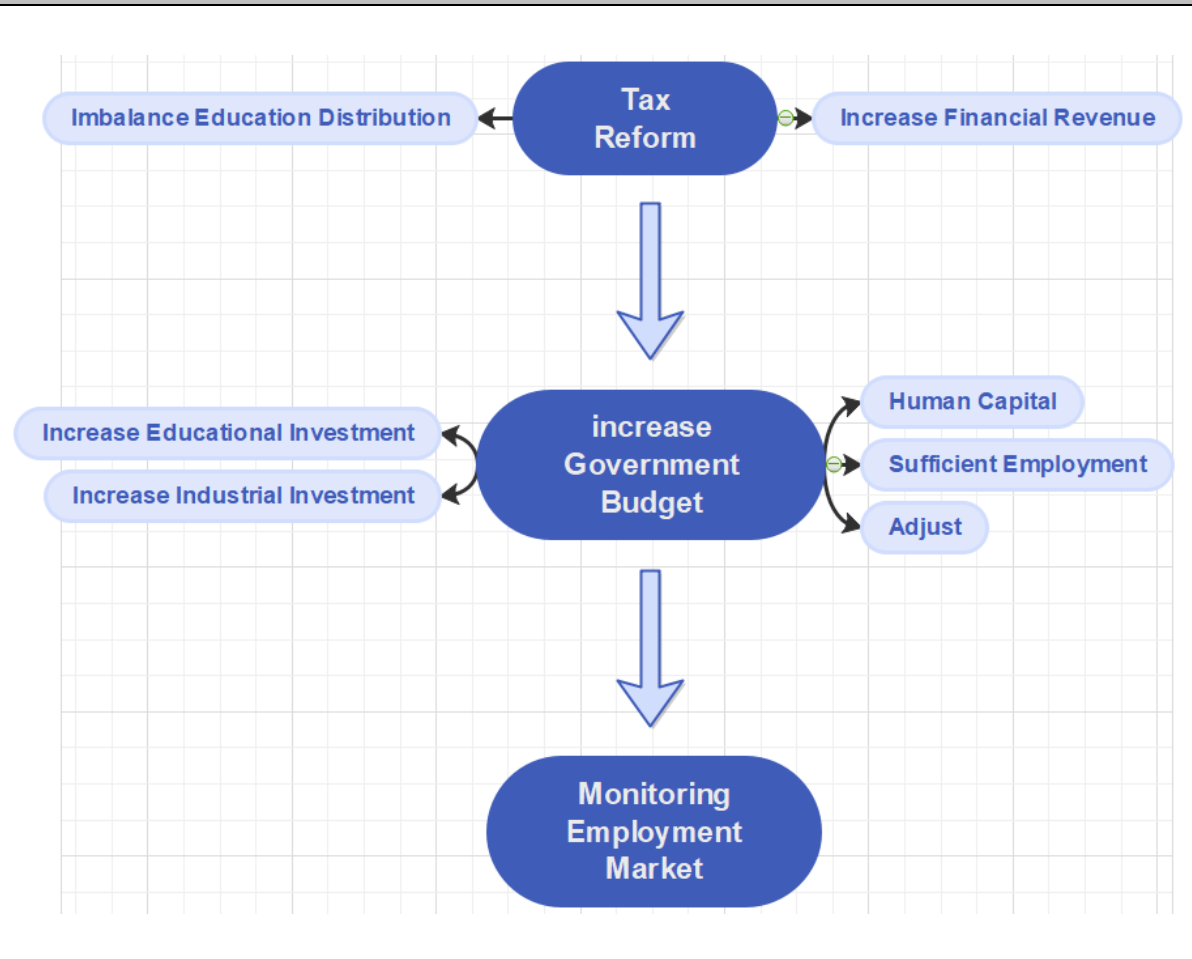 Tax
Reform
Imbalance Education Distribution
Increase Financial Revenue
increase
Government
Budget
Increase Educational Investment
Increase Industrial Investment
Human Capital
Sufficient Employment
Adjust
Monitoring
Employment
Market